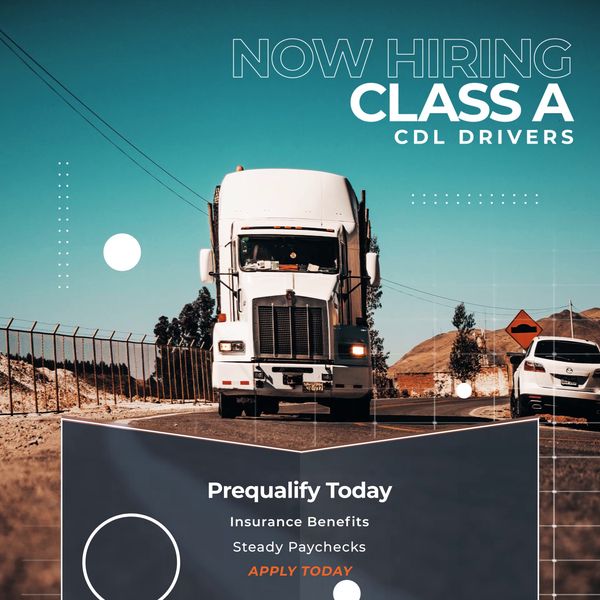 NOW HIRING
CLASS A
CDL DRIVERS
Prequalify Today
Insurance Benefits
Steady Paychecks
APPLY TODAY